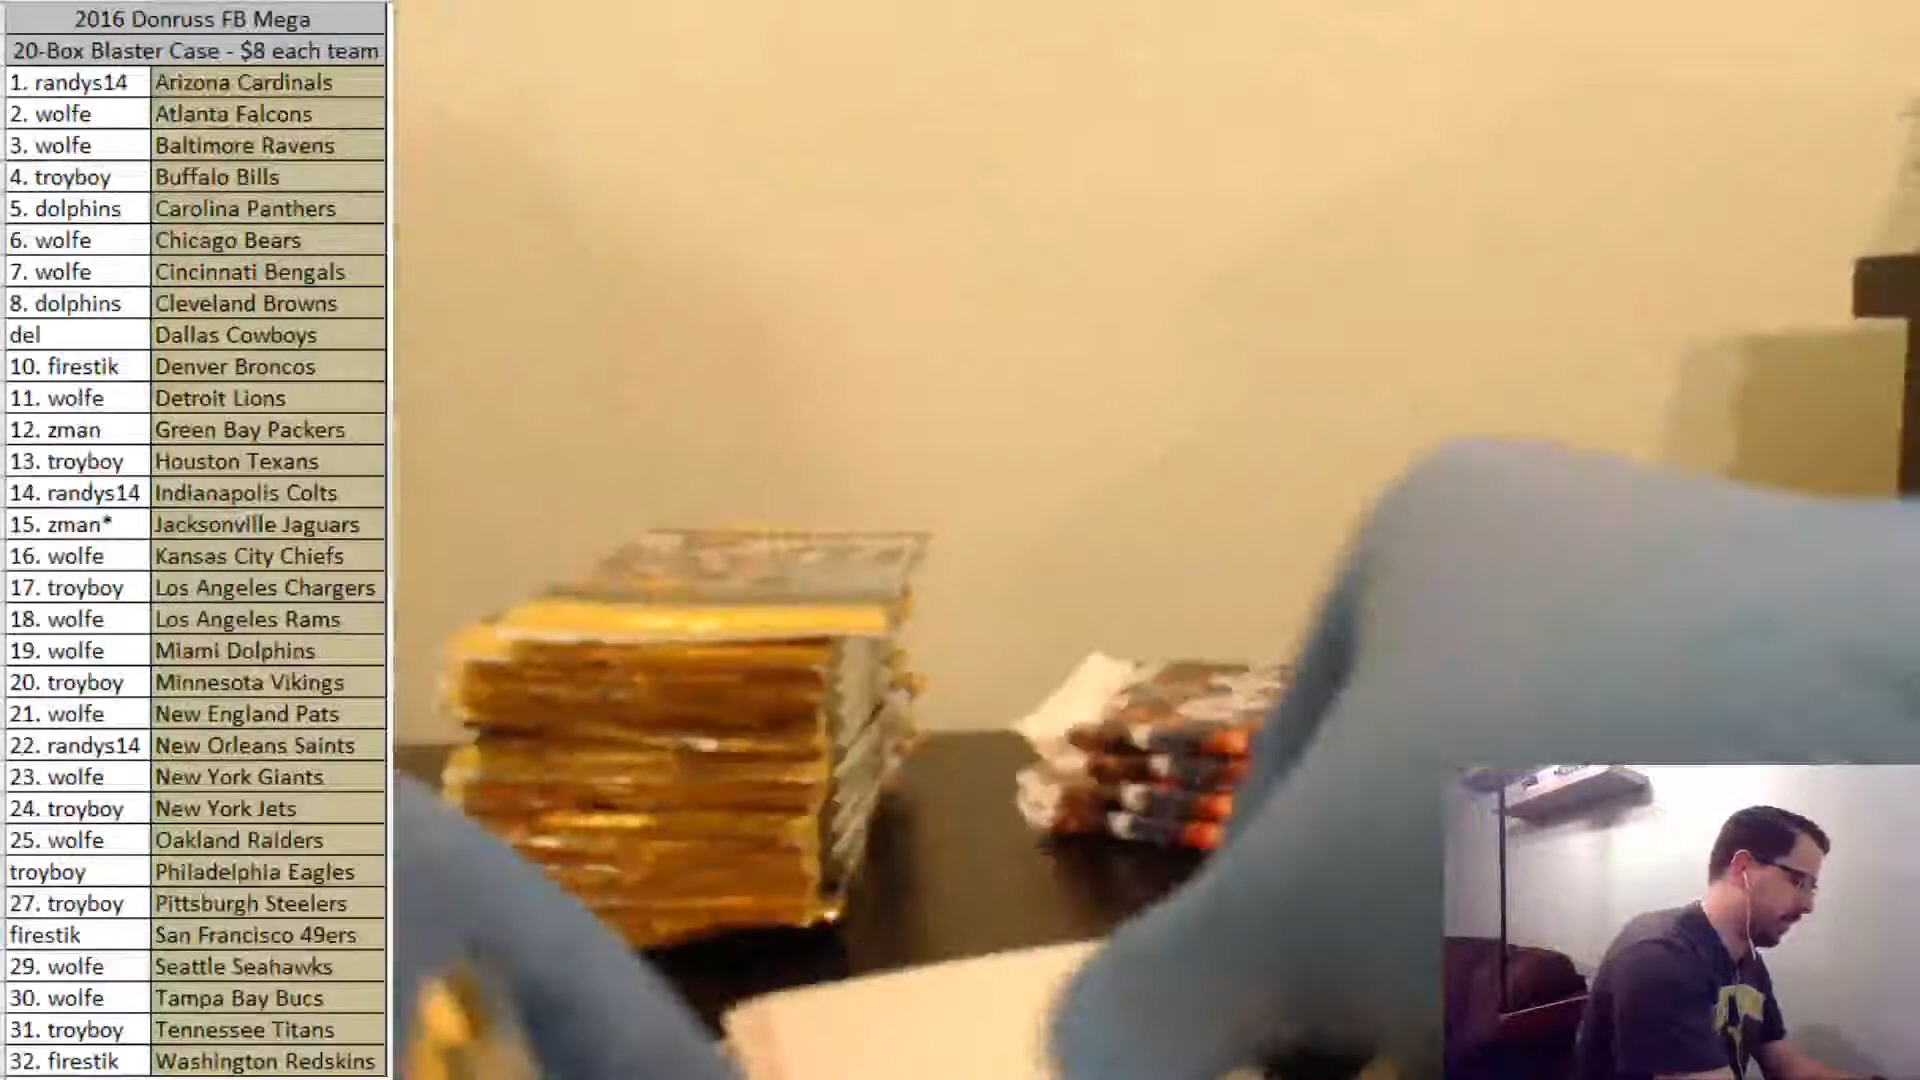 2016 Donruss FB Mega
20-Box Blaster Case - $8 each team
1. randys14 Arizona Cardinals
2. wolfe Atlanta Falcons
3. wolfe Baltimore Ravens
4. troyboy Buffalo Bills
5. dolphins Carolina Panthers
6. wolfe Chicago Bears
7. wolfe Cincinnati Bengals
8. dolphins Cleveland Browns
del Dallas Cowboys
10. firestik Denver Broncos
11. wolfe Detroit Lions
12. zman Green Bay Packers
13. troyboy Houston Texans
14. randys14 Indianapolis Colts
15. zman* Jacksonville Jaguars
16. wolfe Kansas City Chiefs
17. troyboy Los Angeles Chargers
18. wolfe Los Angeles Rams
19. wolfe Miami Dolphins
20. troyboy Minnesota Vikings
21. wolfe New England Pats
22. randys14 New Orleans Saints
23. wolfe New York Giants
24. troyboy New York Jets
25. wolfe Oakland Raiders
troyboy Philadelphia Eagles
27. troyboy Pittsburgh Steelers
firestik San Francisco 49ers
29. wolfe Seattle Seahawks
30. wolfe Tampa Bay Bucs
31. troyboy Tennessee Titans
32. firestik Washington Redskins